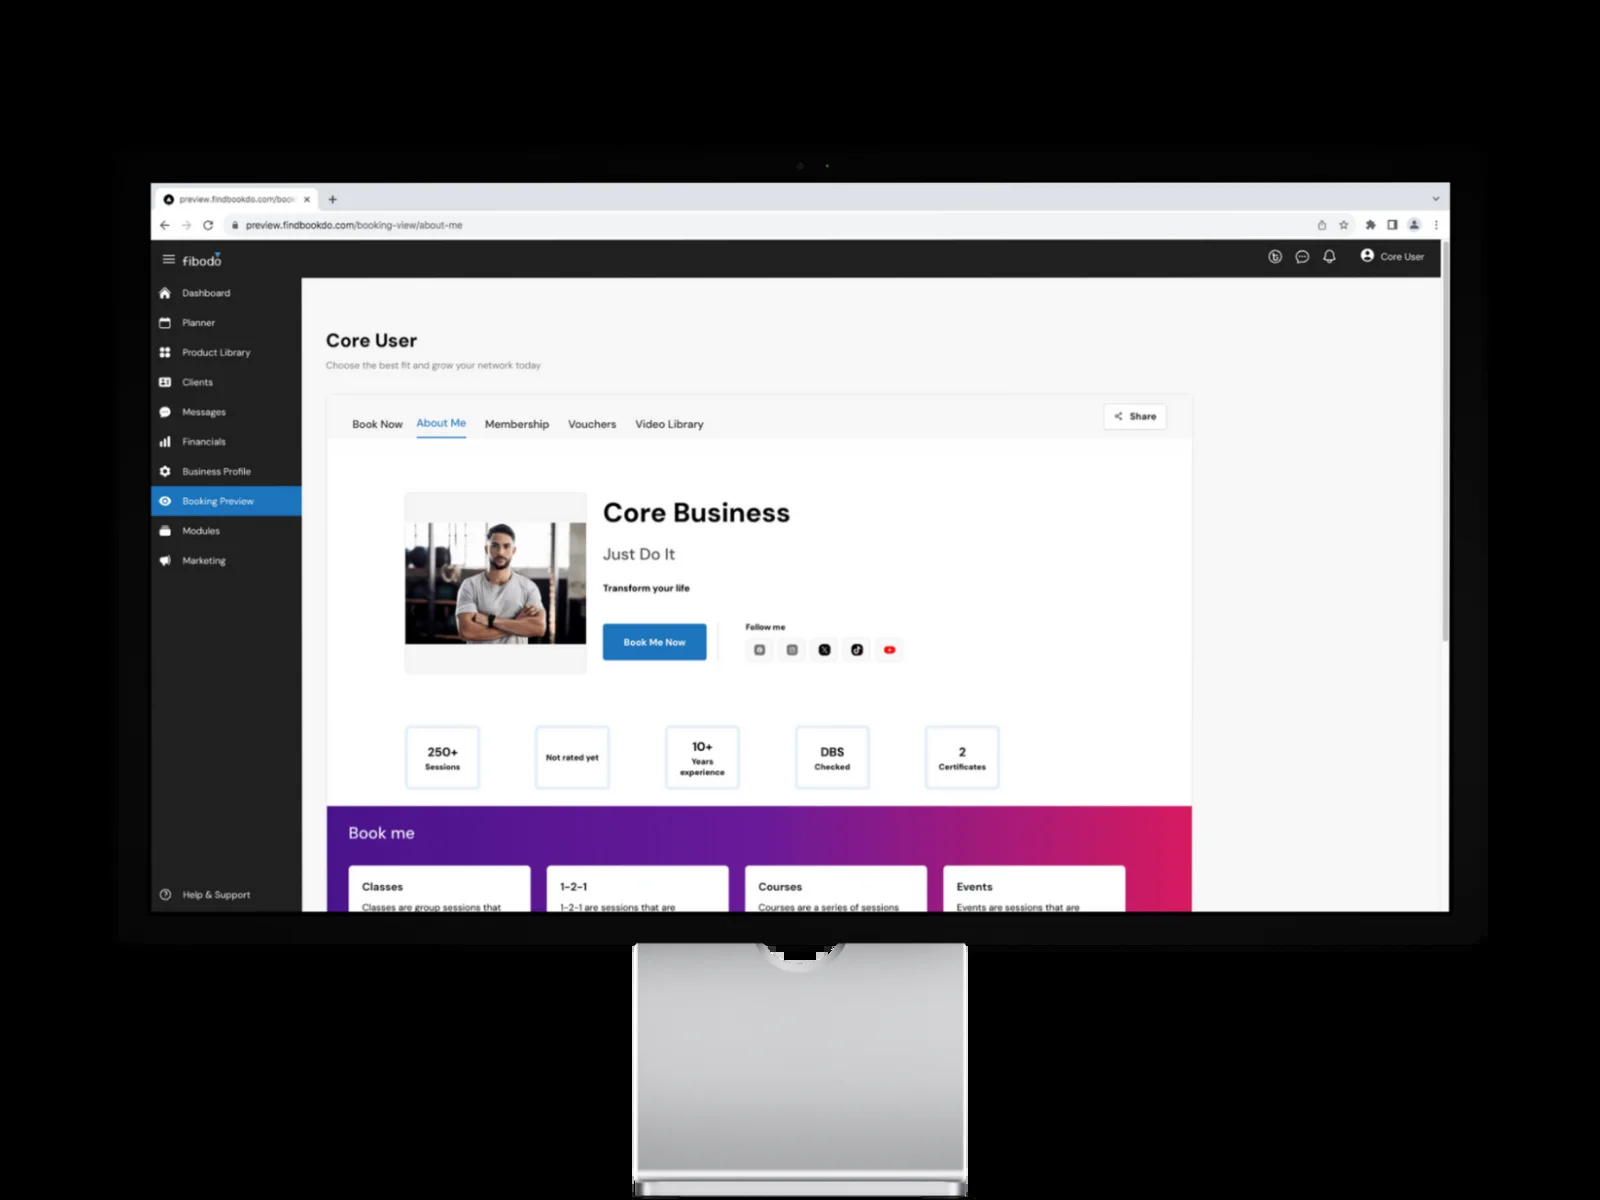 preview.findbookdo.com/book
preview.findbookdo.com/booking-view/about-me
fibodo
Core User
Dashboard
Planner
Product Library
Clients
Messages
Financials
Business Profile
Booking Preview
Modules
Marketing
Help & Support
Core User
Choose the best fit and grow your network today
Book Now About Me Membership Vouchers Video Library
Share
Core Business
Just Do It
Transform your life
Book Me Now
Follow me
250+
Sessions
Not rated yet
10+
Years
experience
DBS
Checked
2
Certificates
Book me
Classes
Classes are group sessions that
1-2-1
1-2-1 are sessions that are
Courses
Courses are a series of sessions
Events
Events are sessions that are